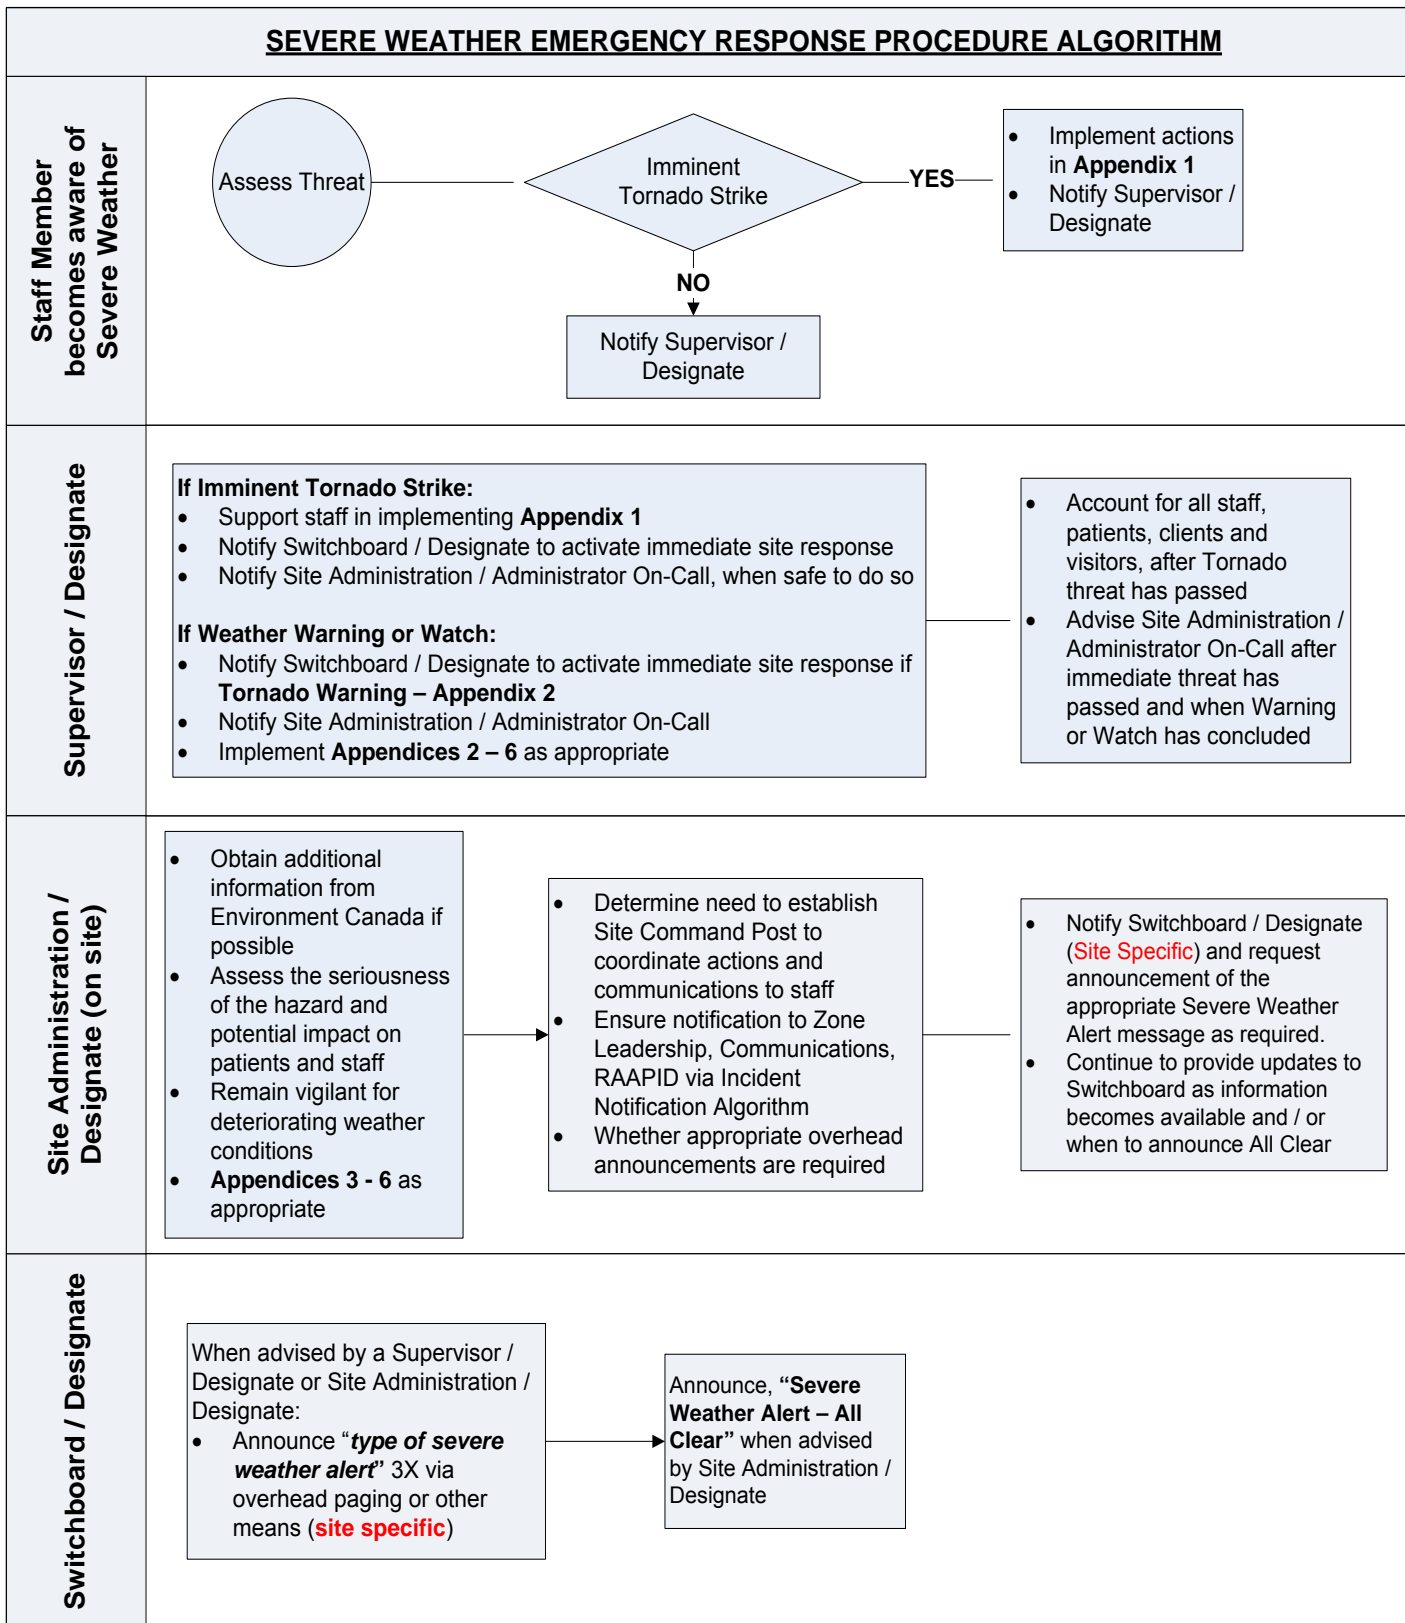 SEVERE WEATHER EMERGENCY RESPONSE PROCEDURE ALGORITHM
Staff Member
becomes aware of
Severe Weather
Assess Threat
Imminent
Tornado Strike
YES
• Implement actions
in Appendix 1
• Notify Supervisor /
Designate
NO
Notify Supervisor /
Designate
Supervisor / Designate
If Imminent Tornado Strike:
• Support staff in implementing Appendix 1
• Notify Switchboard / Designate to activate immediate site response
• Notify Site Administration / Administrator On-Call, when safe to do so
If Weather Warning or Watch:
• Notify Switchboard / Designate to activate immediate site response if
Tornado Warning – Appendix 2
• Notify Site Administration / Administrator On-Call
• Implement Appendices 2 – 6 as appropriate
• Account for all staff,
patients, clients and
visitors, after Tornado
threat has passed
• Advise Site Administration /
Administrator On-Call after
immediate threat has
passed and when Warning
or Watch has concluded
Site Administration /
Designate (on site)
• Obtain additional
information from
Environment Canada if
possible
• Assess the seriousness
of the hazard and
potential impact on
patients and staff
• Remain vigilant for
deteriorating weather
conditions
• Appendices 3 - 6 as
appropriate
• Determine need to establish
Site Command Post to
coordinate actions and
communications to staff
• Ensure notification to Zone
Leadership, Communications,
RAAPID via Incident
Notification Algorithm
• Whether appropriate overhead
announcements are required
• Notify Switchboard / Designate
(Site Specific) and request
announcement of the
appropriate Severe Weather
Alert message as required.
• Continue to provide updates to
Switchboard as information
becomes available and / or
when to announce All Clear
Switchboard / Designate
When advised by a Supervisor /
Designate or Site Administration /
Designate:
• Announce “type of severe
weather alert” 3X via
overhead paging or other
means (site specific)
Announce, “Severe
Weather Alert – All
Clear” when advised
by Site Administration /
Designate